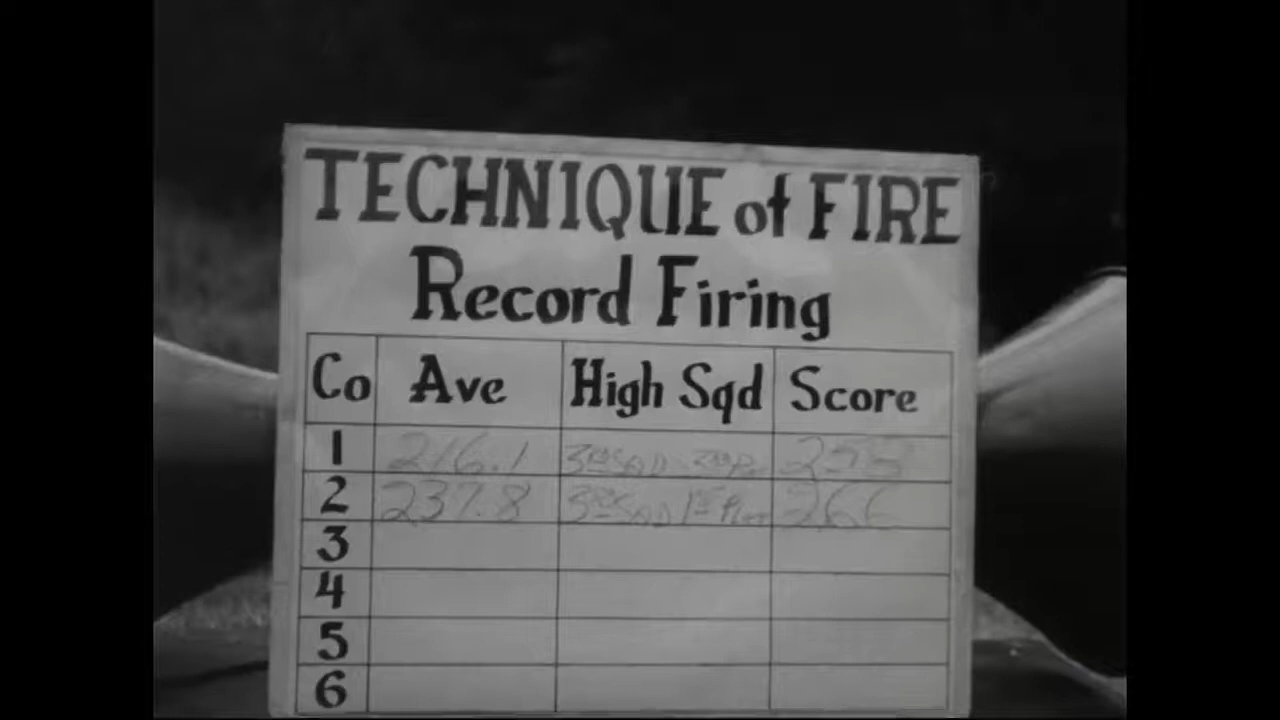 TECHNIQUE of FIRE
Record Firing
Co Ave High Sqd Score
1 216.1 3rd SQD
2 237.8 3rd SQD 1st Plat 266
3
4
5
6